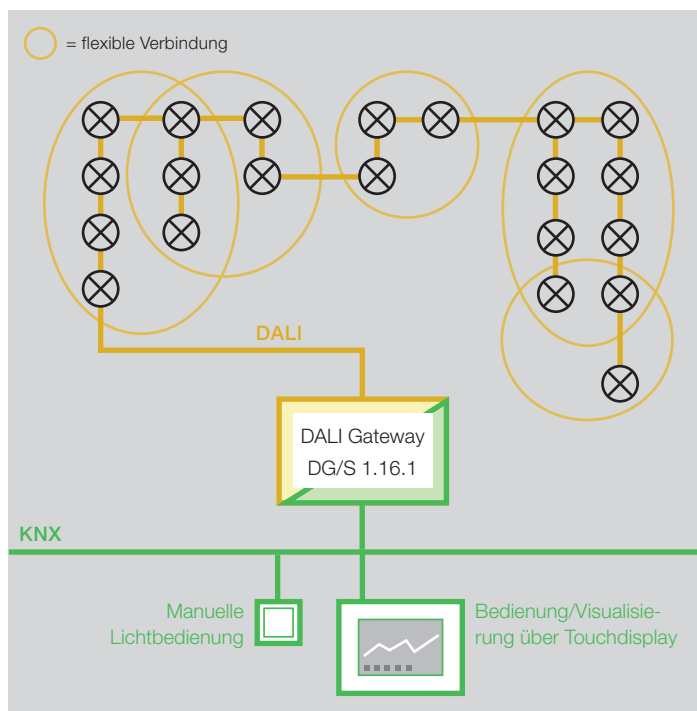 = flexible Verbindung
DALI
DALI Gateway
DG/S 1.16.1
KNX
Manuelle
Lichtbedienung
Bedienung/Visualisie-
rung über Touchdisplay